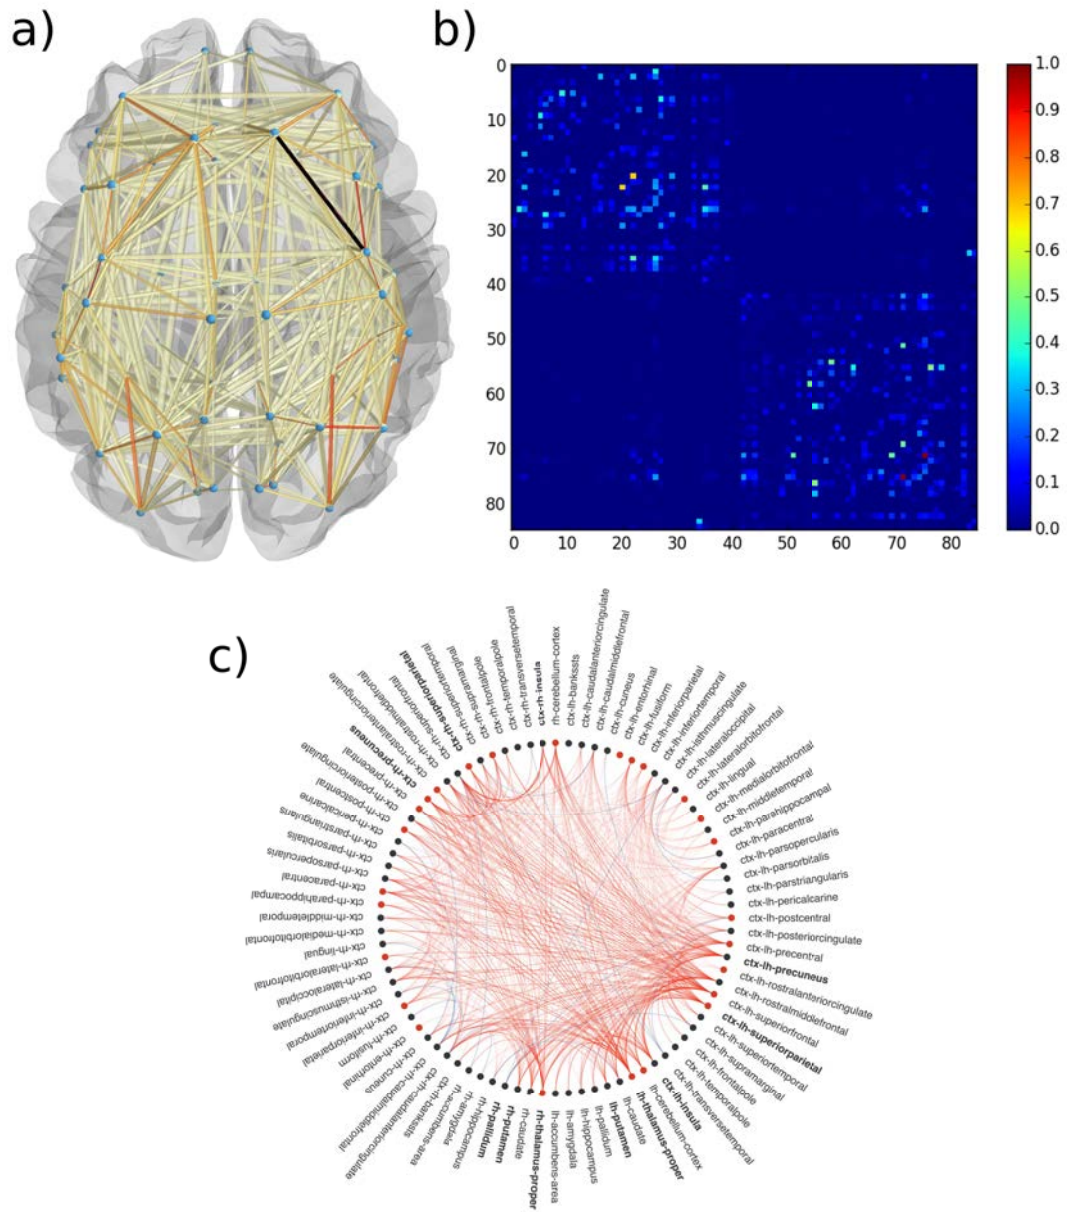 a)
b)
0
10
20
30
40
50
60
70
80
0 10 20 30 40 50 60 70 80
1.0
0.9
0.8
0.7
0.6
0.5
0.4
0.3
0.2
0.1
0.0
c)
rh-cerebellum-cortex
ctx-lh-bankssts
ctx-lh-caudalanteriorcingulate
ctx-lh-caudalmiddlefrontal
ctx-lh-cuneus
ctx-lh-entorhinal
ctx-lh-fusiform
ctx-lh-inferiorparietal
ctx-lh-inferiortemporal
ctx-lh-isthmuscingulate
ctx-lh-lateraloccipital
ctx-lh-lateralorbitofrontal
ctx-lh-lingual
ctx-lh-medialorbitofrontal
ctx-lh-middletemporal
ctx-lh-parahippocampal
ctx-lh-paracentral
ctx-lh-parsopercularis
ctx-lh-parsorbitalis
ctx-lh-parstriangularis
ctx-lh-pericalcarine
ctx-lh-postcentral
ctx-lh-posteriorcingulate
ctx-lh-precentral
ctx-lh-precuneus
ctx-lh-rostralanteriorcingulate
ctx-lh-rostralmiddlefrontal
ctx-lh-superiorfrontal
ctx-lh-superiorparietal
ctx-lh-superiortemporal
ctx-lh-supramarginal
ctx-lh-frontalpole
ctx-lh-temporalpole
ctx-lh-transversetemporal
ctx-lh-insula
lh-cerebellum-cortex
lh-thalamus-proper
lh-caudate
lh-putamen
lh-pallidum
lh-hippocampus
lh-amygdala
lh-accumbens-area
rh-thalamus-proper
rh-caudate
rh-putamen
rh-pallidum
rh-hippocampus
rh-amygdala
rh-accumbens-area
ctx-rh-bankssts
ctx-rh-caudalanteriorcingulate
ctx-rh-caudalmiddlefrontal
ctx-rh-cuneus
ctx-rh-entorhinal
ctx-rh-fusiform
ctx-rh-inferiorparietal
ctx-rh-inferiortemporal
ctx-rh-isthmuscingulate
ctx-rh-lateraloccipital
ctx-rh-lateralorbitofrontal
ctx-rh-lingual
ctx-rh-medialorbitofrontal
ctx-rh-middletemporal
ctx-rh-parahippocampal
ctx-rh-paracentral
ctx-rh-parsopercularis
ctx-rh-parsorbitalis
ctx-rh-parstriangularis
ctx-rh-pericalcarine
ctx-rh-postcentral
ctx-rh-posteriorcingulate
ctx-rh-precentral
ctx-rh-precuneus
ctx-rh-rostralanteriorcingulate
ctx-rh-rostralmiddlefrontal
ctx-rh-superiorfrontal
ctx-rh-superiorparietal
ctx-rh-superiortemporal
ctx-rh-supramarginal
ctx-rh-frontalpole
ctx-rh-temporalpole
ctx-rh-transversetemporal
ctx-rh-insula